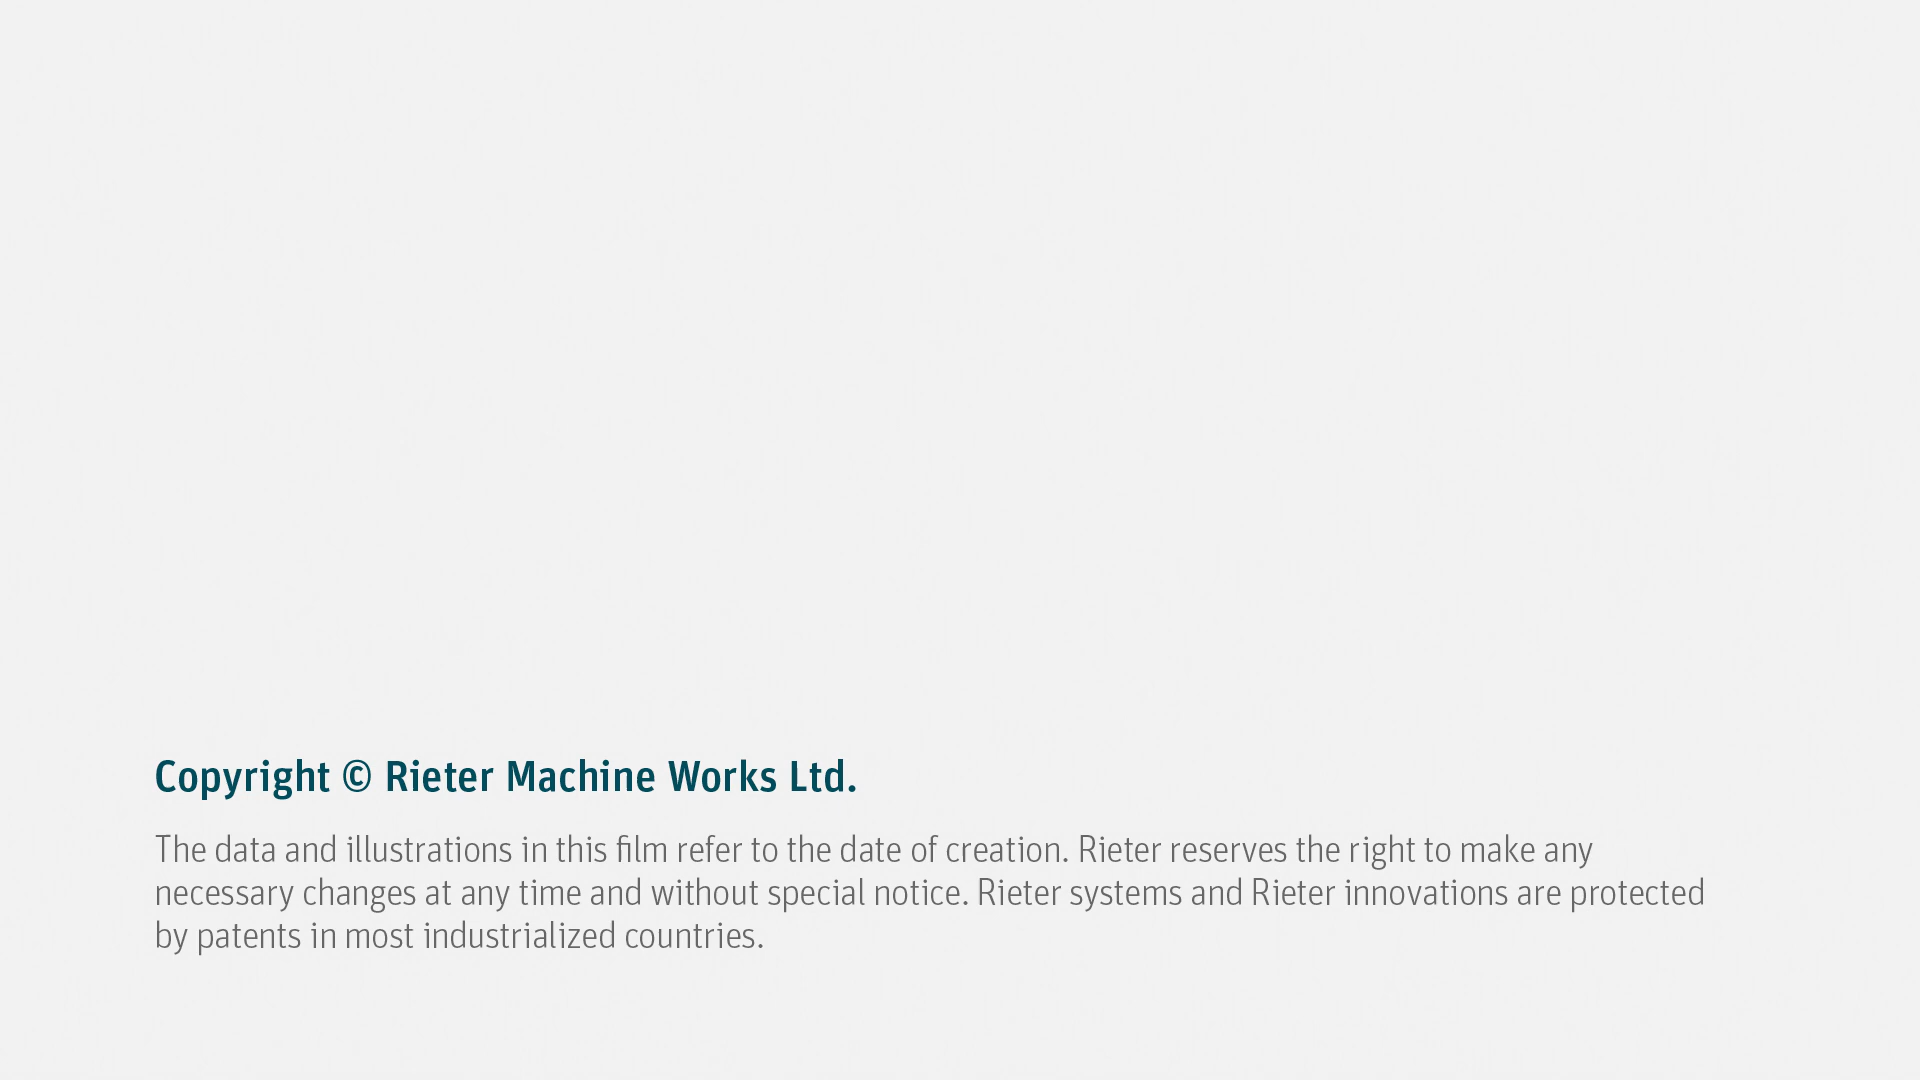 Copyright © Rieter Machine Works Ltd.
The data and illustrations in this film refer to the date of creation. Rieter reserves the right to make any
necessary changes at any time and without special notice. Rieter systems and Rieter innovations are protected
by patents in most industrialized countries.